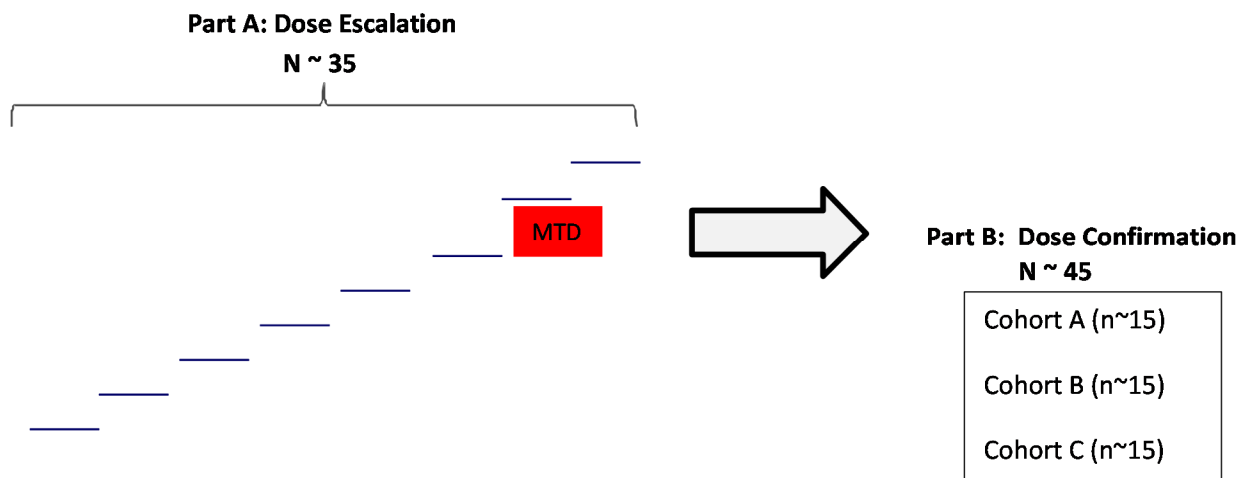 Part A: Dose Escalation
N ~ 35
MTD
Part B:  Dose Confirmation
N ~ 45
Cohort A (n~15)
Cohort B (n~15)
Cohort C (n~15)